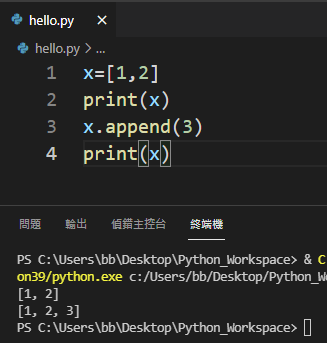 hello.py ×
hello.py > ...
1 x=[1,2]
2 print(x)
3 x.append(3)
4 print(x)
問題 輸出 偵錯主控台 終端機
PS C:\Users\bb\Desktop\Python_Workspace> & C
on39/python.exe c:/Users/bb/Desktop/Python_W
[1, 2]
[1, 2, 3]
PS C:\Users\bb\Desktop\Python_Workspace>